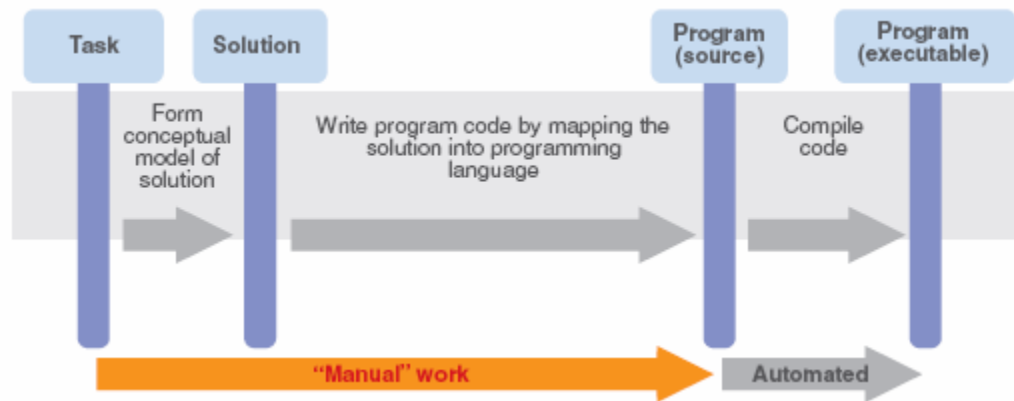 Task
Solution
Program
(source)
Program
(executable)
Form
conceptual
model of
solution
Write program code by mapping the
solution into programming
language
Compile
code
“Manual” work
Automated